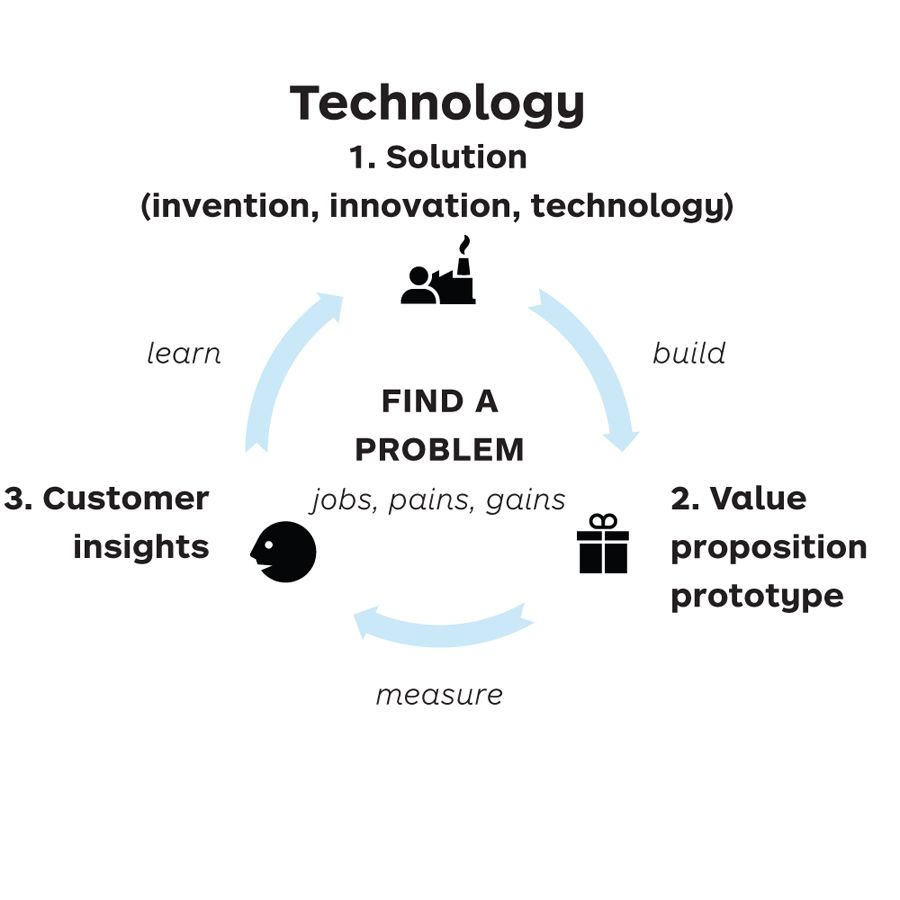 Technology
1. Solution
(invention, innovation, technology)
learn
build
FIND A
PROBLEM
jobs, pains, gains
3. Customer
insights
2. Value
proposition
prototype
measure